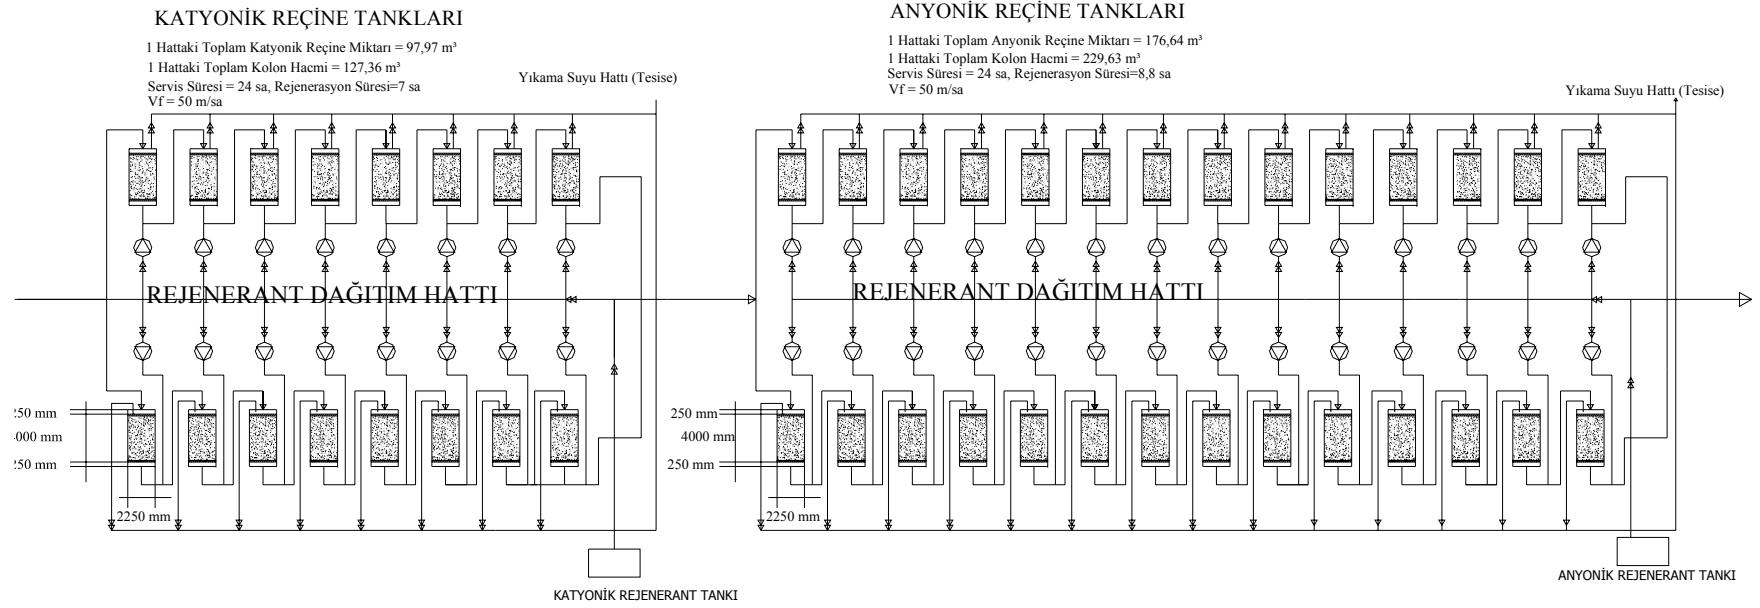 KATYONİK REÇİNE TANKLARI
1 Hattaki Toplam Katyonik Reçine Miktarı = 97,97 m³
1 Hattaki Toplam Kolon Hacmi = 127,36 m³
Servis Süresi = 24 sa, Rejenerasyon Süresi=7 sa
Vf = 50 m/sa
Yıkama Suyu Hattı (Tesise)
REJENERANT DAĞITIM HATTI
250 mm
000 mm
250 mm
2250 mm
KATYONİK REJENERANT TANKI
ANYONİK REÇİNE TANKLARI
1 Hattaki Toplam Anyonik Reçine Miktarı = 176,64 m³
1 Hattaki Toplam Kolon Hacmi = 229,63 m³
Servis Süresi = 24 sa, Rejenerasyon Süresi=8,8 sa
Vf = 50 m/sa
Yıkama Suyu Hattı (Tesise)
REJENERANT DAĞITIM HATTI
250 mm
4000 mm
250 mm
2250 mm
ANYONİK REJENERANT TANKI